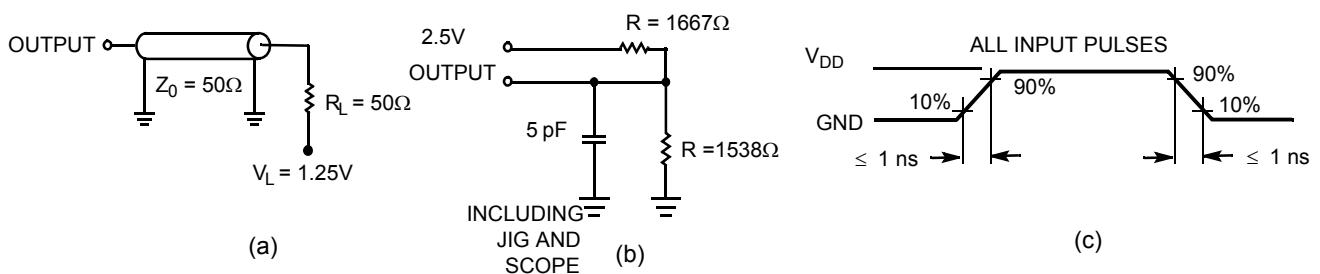 OUTPUT
Z0 = 50Ω
RL = 50Ω
VL = 1.25V
(a)
R = 1667Ω
2.5V
OUTPUT
5 pF
R =1538Ω
INCLUDING
JIG AND
SCOPE
(b)
ALL INPUT PULSES
VDD
GND
10%
90%
90%
10%
≤ 1 ns
≤ 1 ns
(c)